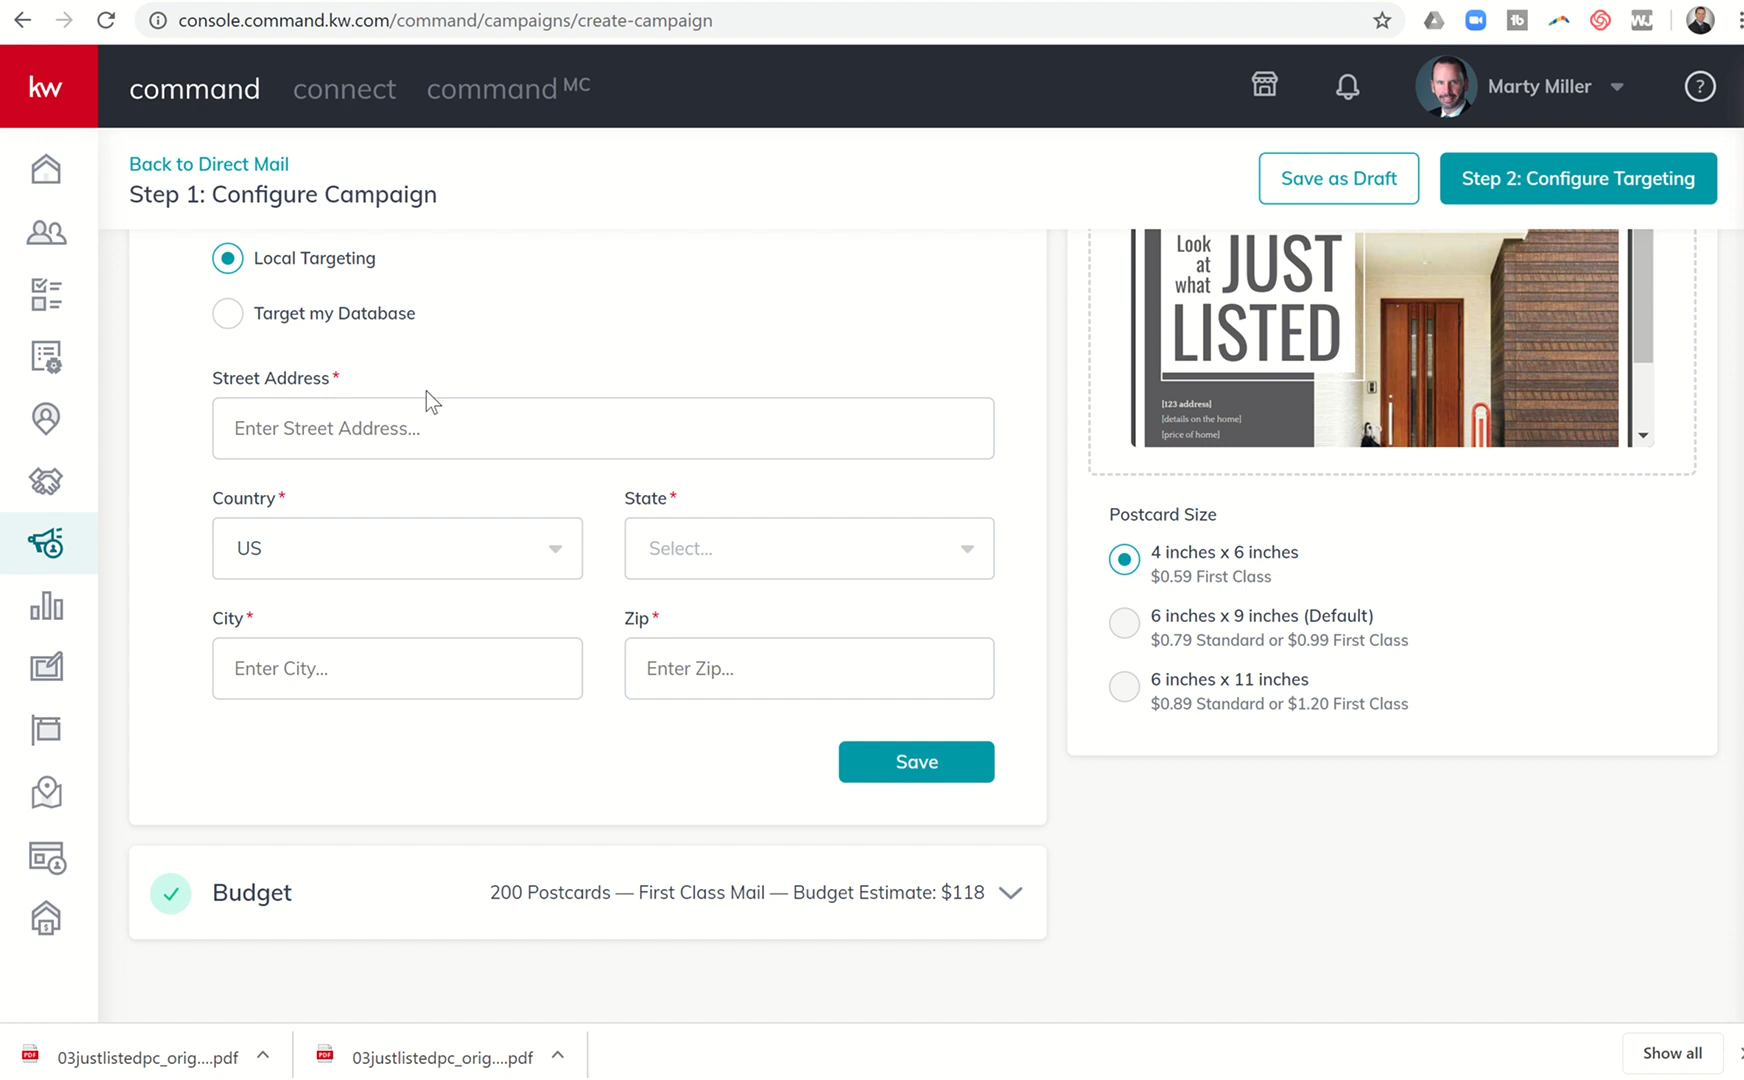 console.command.kw.com/command/campaigns/create-campaign
kw
command
connect
command MC
Marty Miller
?
Back to Direct Mail
Step 1: Configure Campaign
Save as Draft
Step 2: Configure Targeting
Local Targeting
Target my Database
Street Address*
Enter Street Address...
Country*
US
State*
Select...
City*
Enter City...
Zip*
Enter Zip...
Save
Budget
200 Postcards — First Class Mail — Budget Estimate: $118
Look
at
what
JUST
LISTED
[123 address]
[details on the home]
[price of home]
Postcard Size
4 inches x 6 inches
$0.59 First Class
6 inches x 9 inches (Default)
$0.79 Standard or $0.99 First Class
6 inches x 11 inches
$0.89 Standard or $1.20 First Class
PDF
03justlistedpc_orig....pdf
PDF
03justlistedpc_orig....pdf
Show all